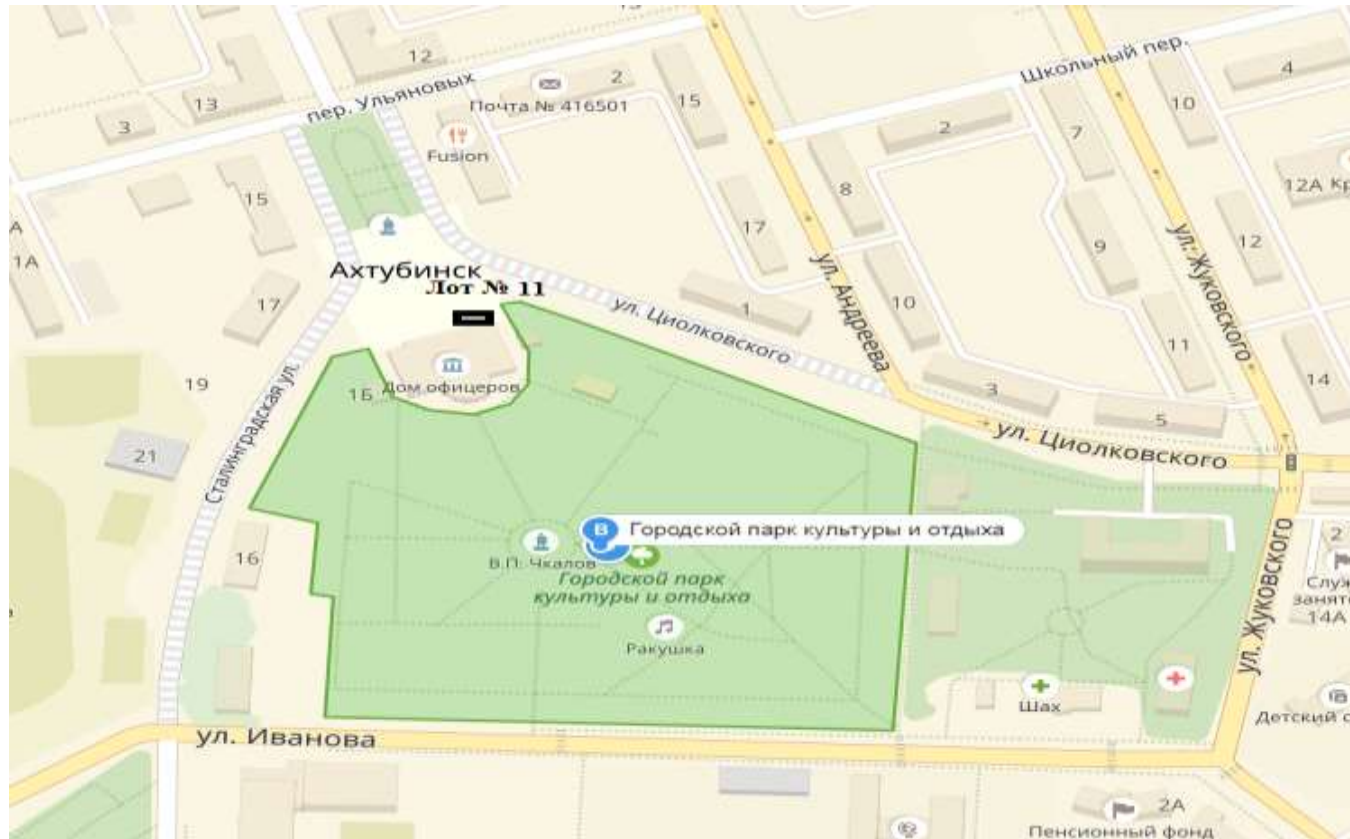 13
12
2
Почта № 416501
15
Школьный пер.
4
13
пер. Ульяновых
3
Fusion
2
7
10
8
12А
15
17
9
12
А
1А
Ахтубинск
Лот № 11
17
ул. Циолковского
1
ул. Андреева
10
ул. Жуковского
11
14
Дом офицеров
1Б
19
3
5
Сталинградская ул.
21
ул. Циолковского
Городской парк культуры и отдыха
В
16
В.П. Чкалов
Городской парк
культуры и отдыха
Ракушка
2
14А
ул. Жуковского
Шах
ул. Иванова
2А
Пенсионный фонд